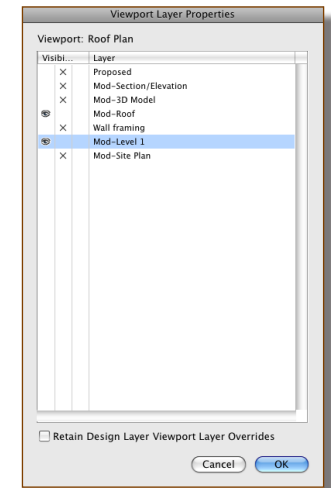 Viewport Layer Properties
Viewport: Roof Plan
Visibi... Layer
Proposed
Mod-Section/Elevation
Mod-3D Model
Mod-Roof
Wall framing
Mod-Level 1
Mod-Site Plan
Retain Design Layer Viewport Layer Overrides
Cancel OK